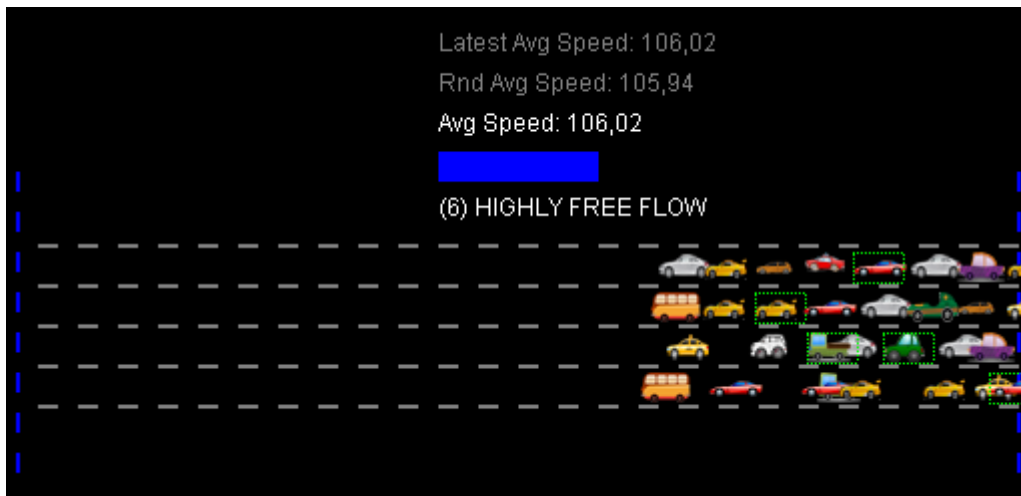 Latest Avg Speed: 106,02
Rnd Avg Speed: 105,94
Avg Speed: 106,02
(6) HIGHLY FREE FLOW